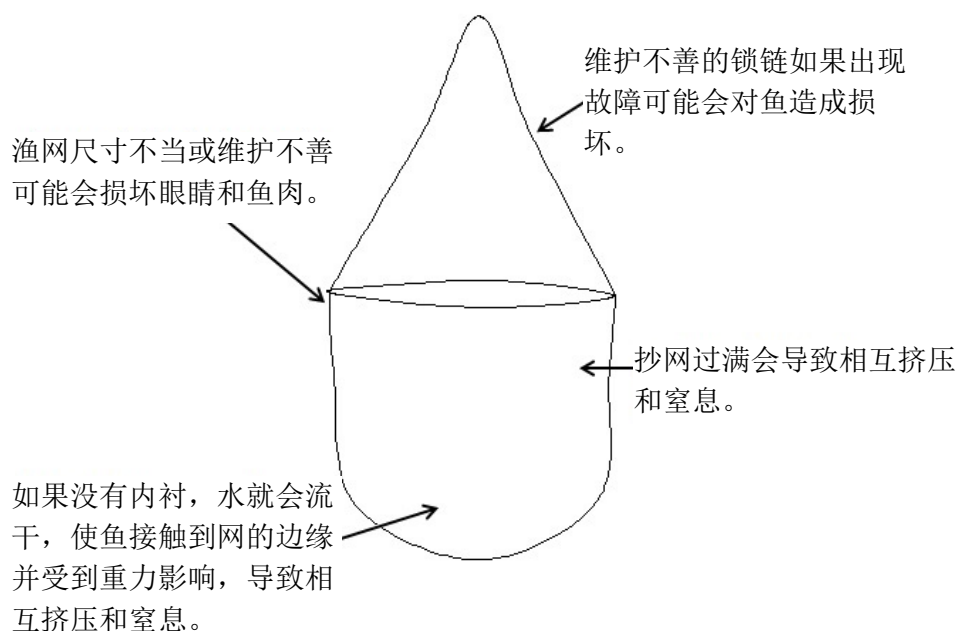 维护不善的锁链如果出现
故障可能会对鱼造成损
坏。
渔网尺寸不当或维护不善
可能会损坏眼睛和鱼肉。
抄网过满会导致相互挤压
和窒息。
如果没有内衬，水就会流
干，使鱼接触到网的边缘
并受到重力影响，导致相
互挤压和窒息。